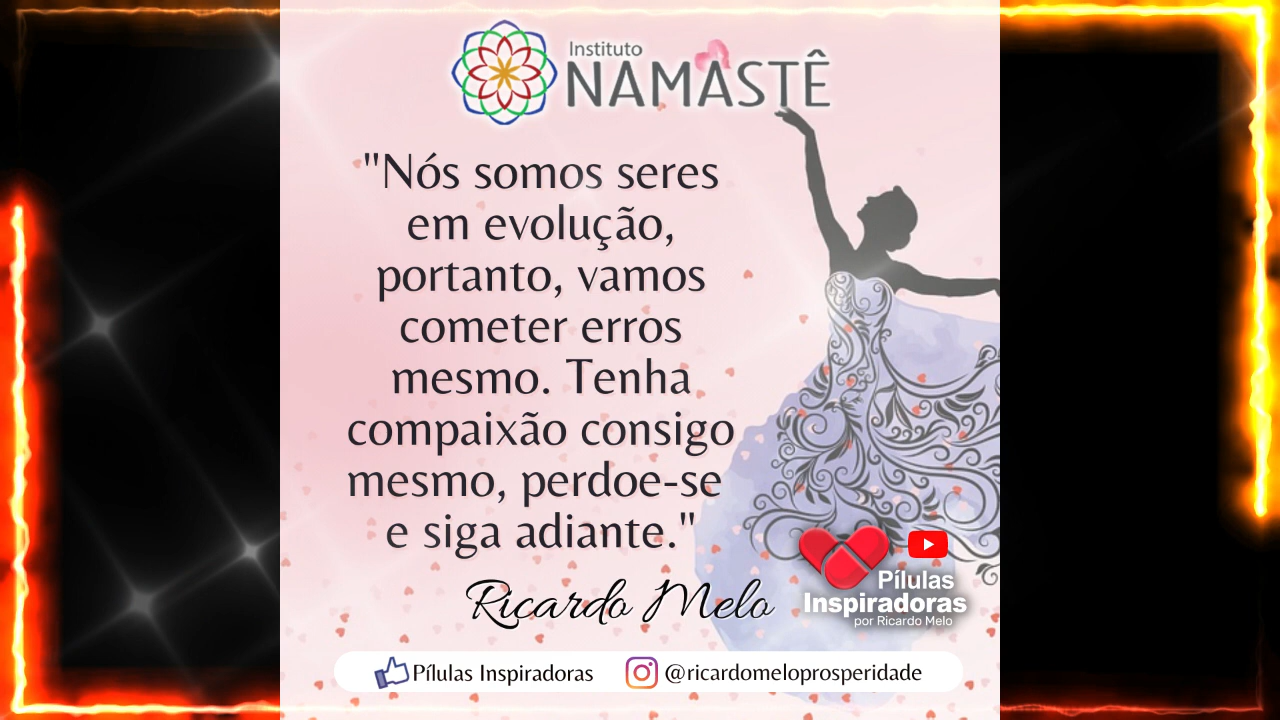 Instituto
NAMASTÊ
"Nós somos seres
em evolução,
portanto, vamos
cometer erros
mesmo. Tenha
compaixão consigo
mesmo, perdoe-se
e siga adiante."
Ricardo Melo
Pílulas
Inspiradoras
por Ricardo Melo
Pílulas Inspiradoras @ricardomeloprosperidade